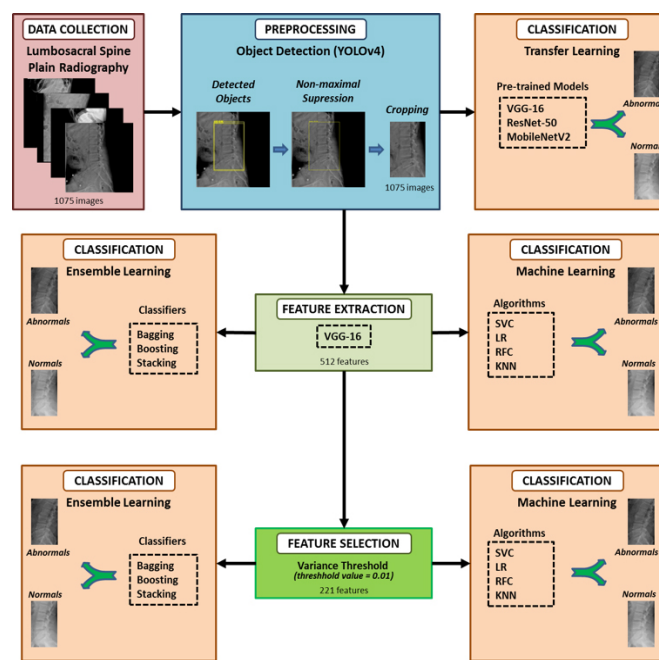 DATA COLLECTION
Lumbosacral Spine
Plain Radiography
1075 images
PREPROCESSING
Object Detection (YOLOv4)
Detected
Objects
Non-maximal
Supression
Cropping
1075 images
CLASSIFICATION
Transfer Learning
Pre-trained Models
VGG-16
ResNet-50
MobileNetV2
Abnormals
Normals
CLASSIFICATION
Ensemble Learning
Abnormals
Normals
Classifiers
Bagging
Boosting
Stacking
FEATURE EXTRACTION
VGG-16
512 features
CLASSIFICATION
Machine Learning
Algorithms
SVC
LR
RFC
KNN
Abnormals
Normals
CLASSIFICATION
Ensemble Learning
Abnormals
Normals
Classifiers
Bagging
Boosting
Stacking
FEATURE SELECTION
Variance Threshold
(threshhold value = 0.01)
221 features
CLASSIFICATION
Machine Learning
Algorithms
SVC
LR
RFC
KNN
Abnormals
Normals